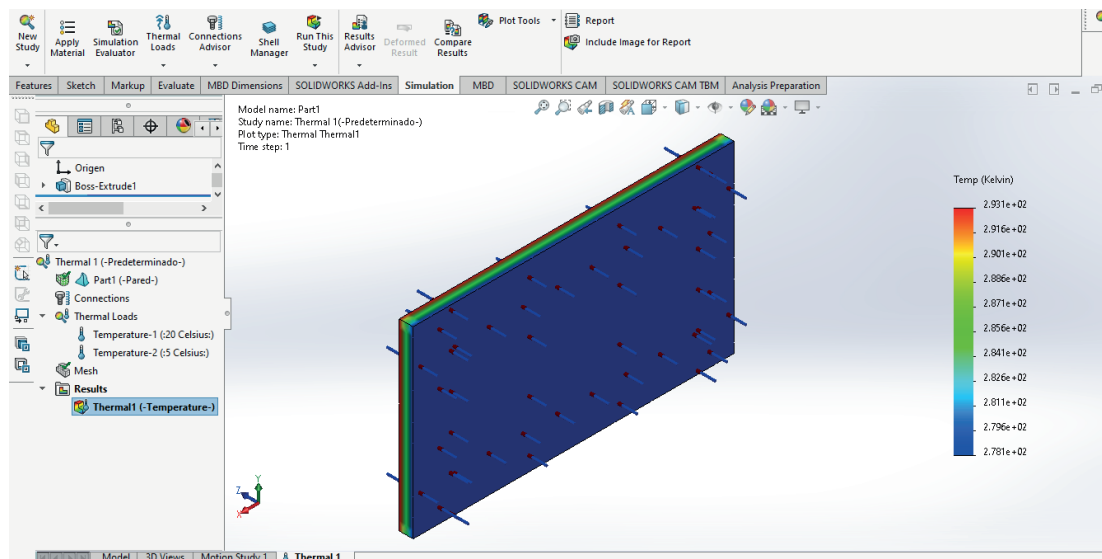 New Study
Apply Material
Simulation Evaluator
Thermal Loads
Connections Advisor
Shell Manager
Run This Study
Results Advisor
Deformed Result
Compare Results
Plot Tools
Report
Include Image for Report
Features Sketch Markup Evaluate MBD Dimensions SOLIDWORKS Add-Ins Simulation MBD SOLIDWORKS CAM SOLIDWORKS CAM TBM Analysis Preparation
Origen
Boss-Extrude1
Thermal 1 (-Predeterminado-)
Part1 (-Pared-)
Connections
Thermal Loads
Temperature-1 (:20 Celsius:)
Temperature-2 (:5 Celsius:)
Mesh
Results
Thermal1 (-Temperature-)
Model name: Part1
Study name: Thermal 1(-Predeterminado-)
Plot type: Thermal Thermal1
Time step: 1
Temp (Kelvin)
2.931e+02
2.916e+02
2.901e+02
2.886e+02
2.871e+02
2.856e+02
2.841e+02
2.826e+02
2.811e+02
2.796e+02
2.781e+02
Y
Z
X
Model 3D Views Motion Study 1 Thermal 1